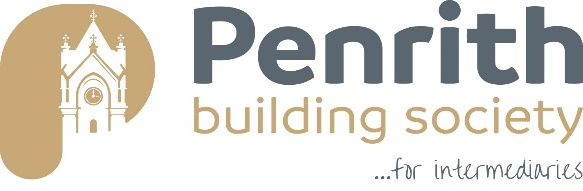 Penrith
building society
...for intermediaries